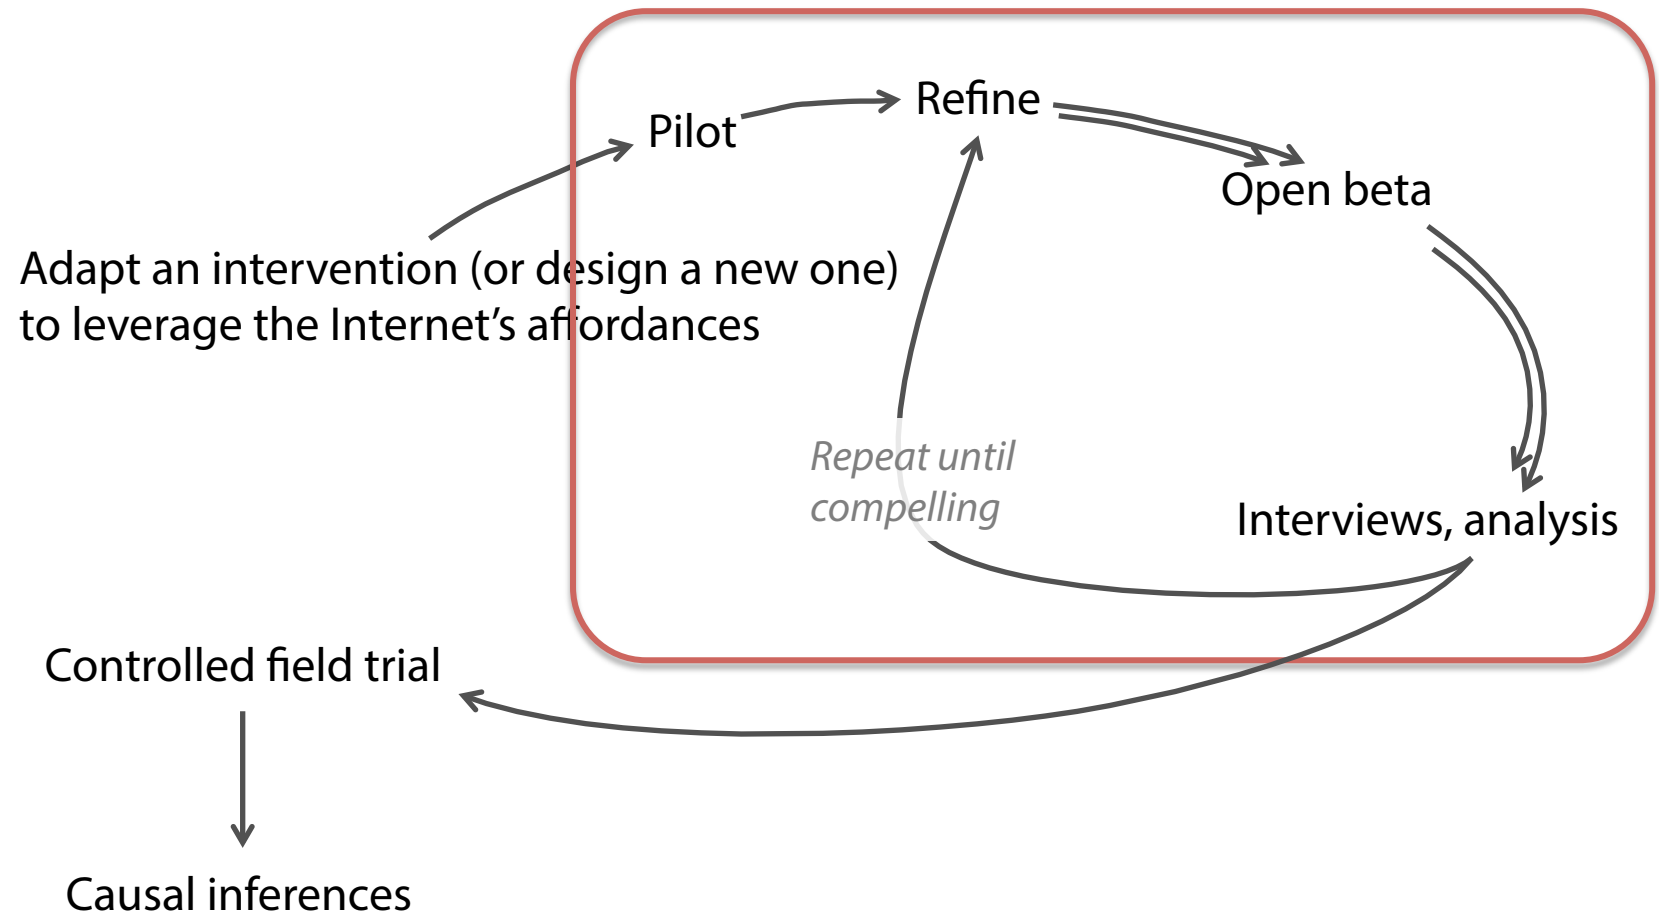 Pilot
Refine
Open beta
Adapt an intervention (or design a new one)
to leverage the Internet’s affordances
Repeat until
compelling
Interviews, analysis
Controlled field trial
Causal inferences